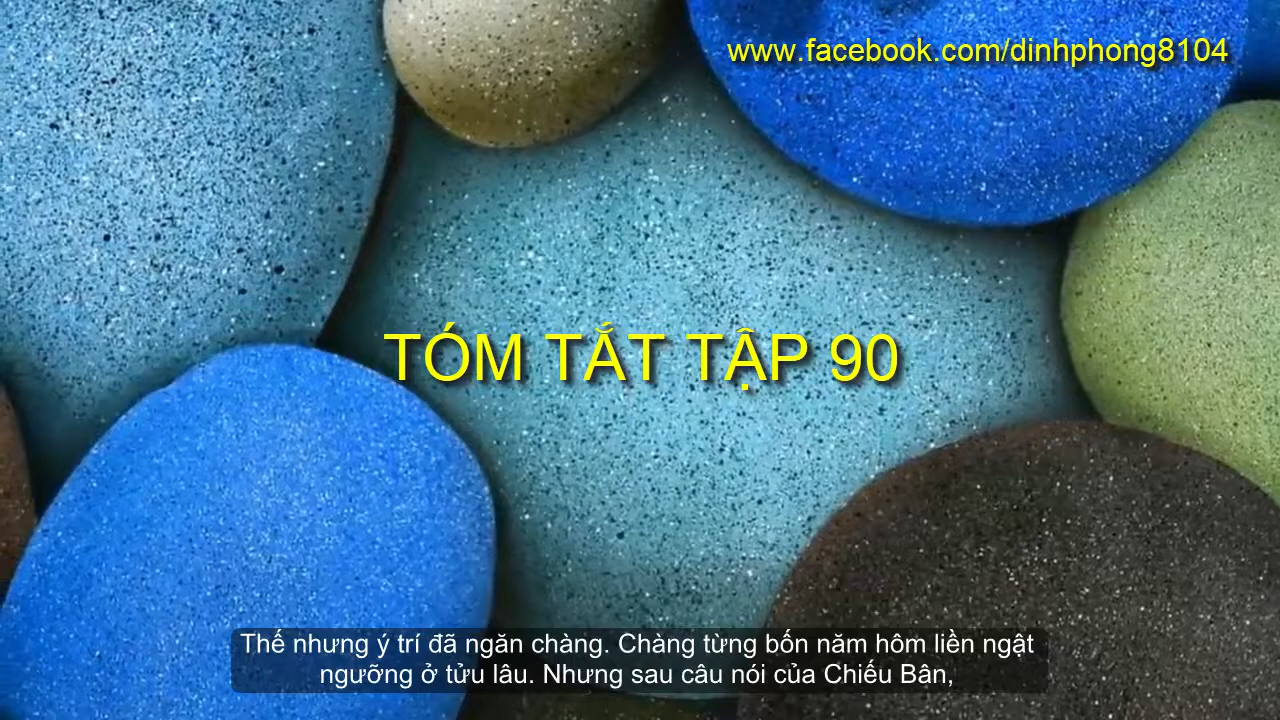 www.facebook.com/dinhphong8104
TÓM TẮT TẬP 90
Thế nhưng ý trí đã ngăn chàng. Chàng từng bốn năm hôm liền ngật
ngưỡng ở tửu lâu. Nhưng sau câu nói của Chiếu Bân,